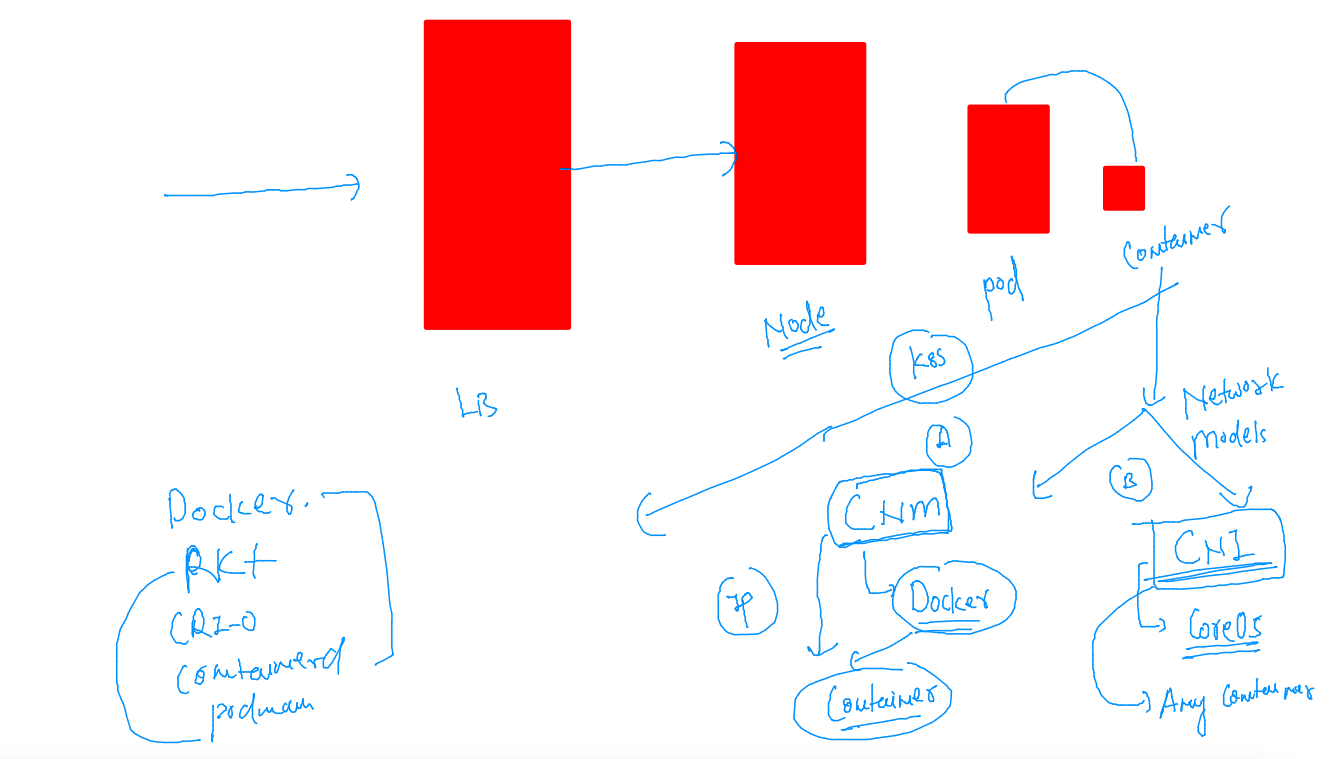 Container
pod
Node
K8s
LB
Network
models
A
B
CNM
CNI
Docker.
RKt
CRI-O
Containerd
podman
IP
Docker
CoreOS
Container
Any Container